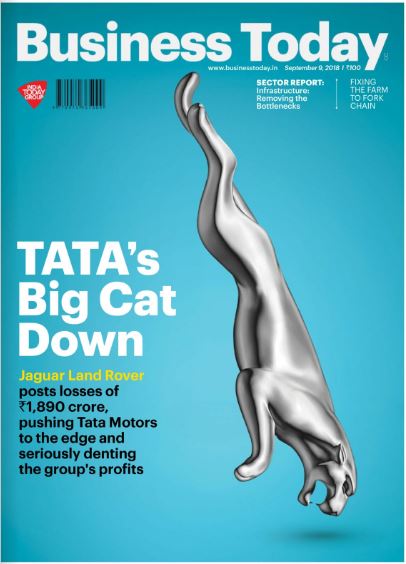 Business Today
www.businesstoday.in September 9, 2018 I ₹100
INDIA
TODAY
GROUP
SECTOR REPORT:
Infrastructure:
Removing the
Bottlenecks
FIXING
THE FARM
TO FORK
CHAIN
TATA's
Big Cat
Down
Jaguar Land Rover
posts losses of
₹1,890 crore,
pushing Tata Motors
to the edge and
seriously denting
the group's profits